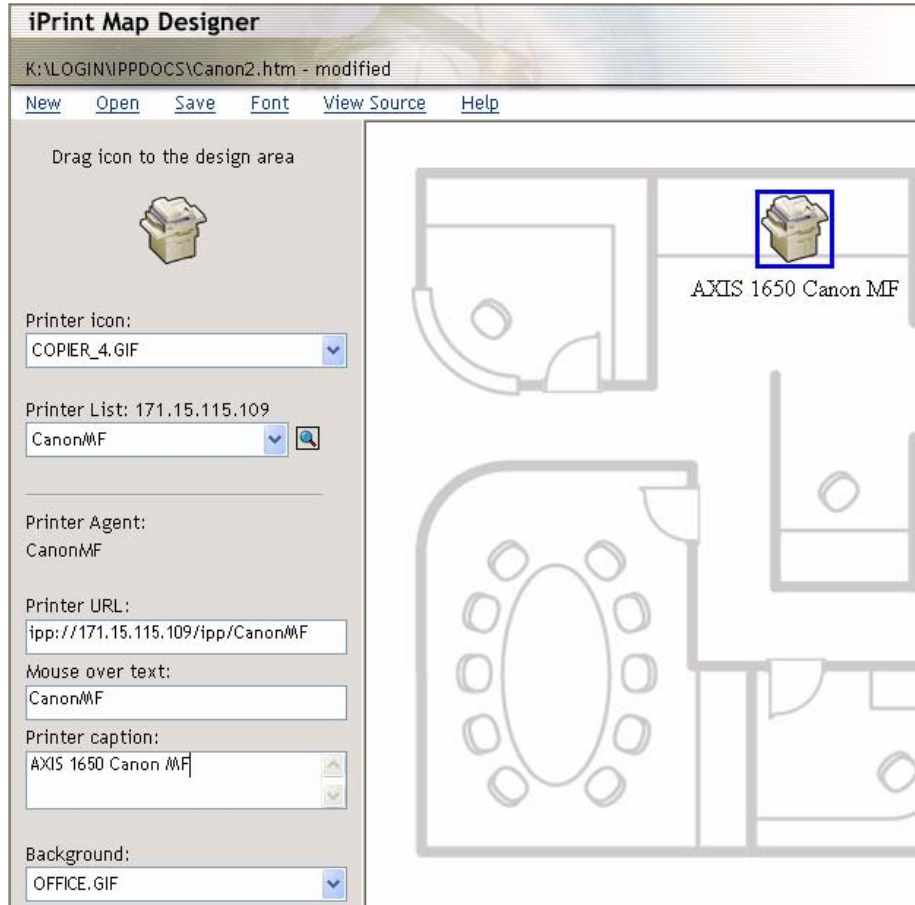 iPrint Map Designer
K:\LOGIN\IPPDOCS\Canon2.htm - modified
New Open Save Font View Source Help
Drag icon to the design area
Printer icon:
COPIER_4.GIF
Printer List: 171.15.115.109
CanonMF
Printer Agent:
CanonMF
Printer URL:
ipp://171.15.115.109/ipp/CanonMF
Mouse over text:
CanonMF
Printer caption:
AXIS 1650 Canon MF
Background:
OFFICE.GIF
AXIS 1650 Canon MF